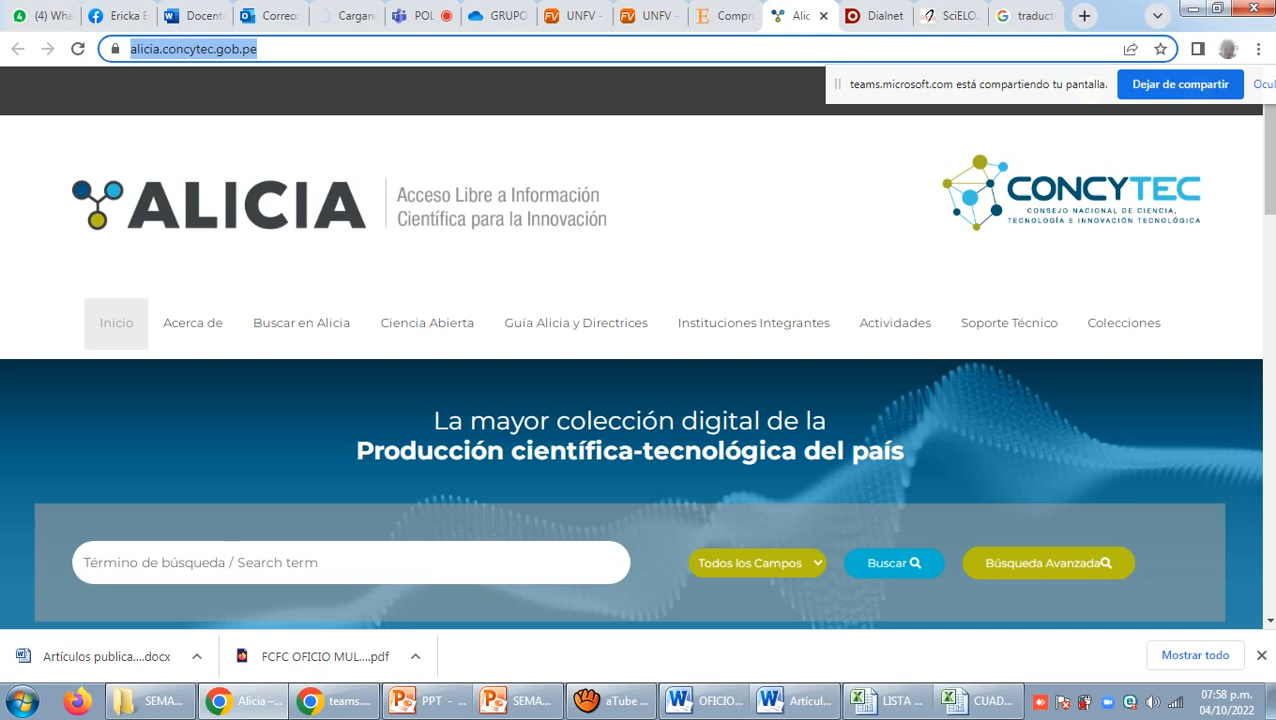 (4) Wha
Ericka E
Docent
Correo:
Cargan
POL
GRUPO
UNFV -
UNFV -
Compr
Alic
Dialnet
SciELO
traduct
alicia.concytec.gob.pe
teams.microsoft.com está compartiendo tu pantalla.
Dejar de compartir
Ocul
ALICIA
Acceso Libre a Información
Científica para la Innovación
CONCYTEC
CONSEJO NACIONAL DE CIENCIA,
TECNOLOGÍA E INNOVACIÓN TECNOLÓGICA
Inicio
Acerca de
Buscar en Alicia
Ciencia Abierta
Guía Alicia y Directrices
Instituciones Integrantes
Actividades
Soporte Técnico
Colecciones
La mayor colección digital de la
Producción científica-tecnológica del país
Término de búsqueda / Search term
Todos los Campos
Buscar
Búsqueda Avanzada
Artículos publica....docx
FCFC OFICIO MUL....pdf
Mostrar todo
SEMA...
Alicia –...
teams....
PPT - ...
SEMA...
aTube ...
OFICIO...
Artícul...
LISTA ...
CUAD...
07:58 p.m.
04/10/2022